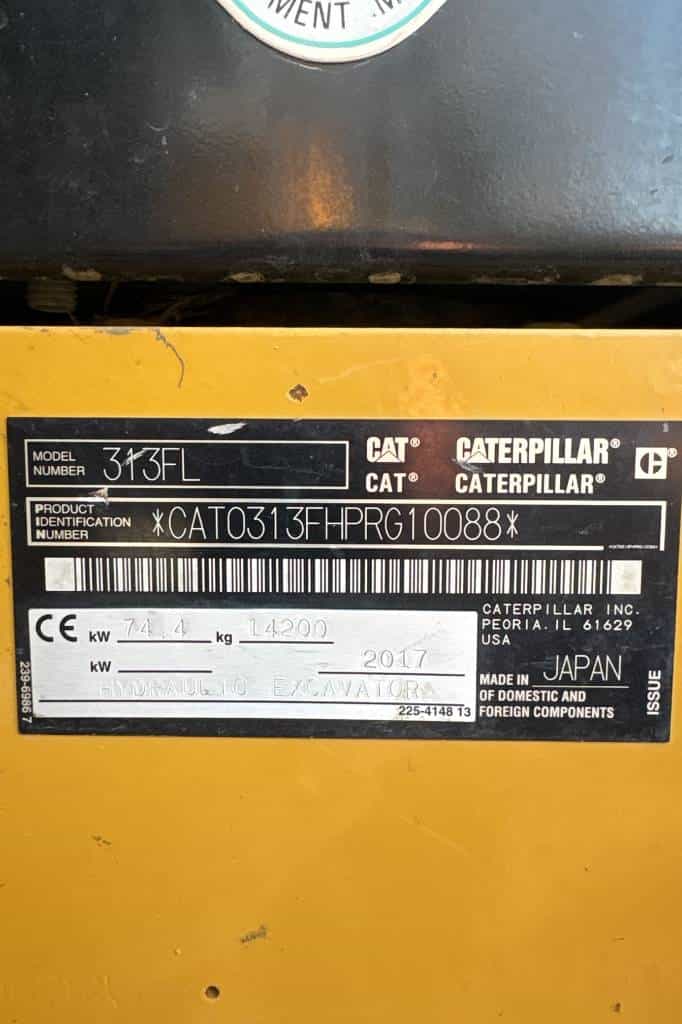 MENT
MODEL
NUMBER 313FL
CAT® CATERPILLAR®
CAT® CATERPILLAR®
PRODUCT
IDENTIFICATION
NUMBER
*CAT0313FHPRG10088*
CE kW 74.4 kg 14200
kW 2017
HYDRAULIC EXCAVATOR
225-4148 13
CATERPILLAR INC.
PEORIA. IL 61629
USA
MADE IN JAPAN
OF DOMESTIC AND
FOREIGN COMPONENTS
ISSUE
239-6986 7